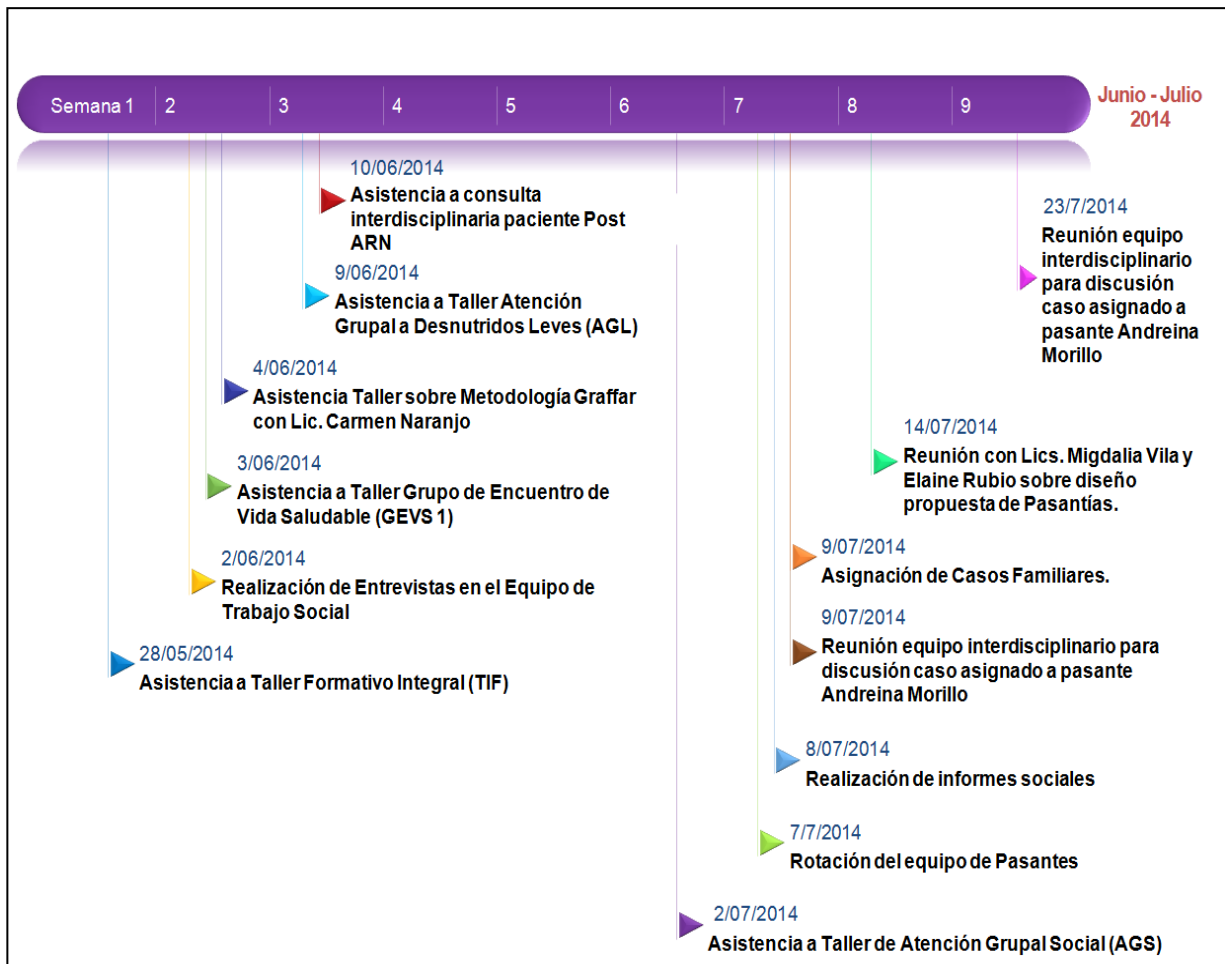 Semana 1 2 3 4 5 6 7 8 9
Junio - Julio
2014
10/06/2014
Asistencia a consulta
interdisciplinaria paciente Post
ARN
9/06/2014
Asistencia a Taller Atención
Grupal a Desnutridos Leves (AGL)
4/06/2014
Asistencia Taller sobre Metodología Graffar
con Lic. Carmen Naranjo
3/06/2014
Asistencia a Taller Grupo de Encuentro de
Vida Saludable (GEVS 1)
2/06/2014
Realización de Entrevistas en el Equipo de
Trabajo Social
28/05/2014
Asistencia a Taller Formativo Integral (TIF)
23/7/2014
Reunión equipo
interdisciplinario
para discusión
caso asignado a
pasante Andreina
Morillo
14/07/2014
Reunión con Lics. Migdalia Vila y
Elaine Rubio sobre diseño
propuesta de Pasantías.
9/07/2014
Asignación de Casos Familiares.
9/07/2014
Reunión equipo interdisciplinario para
discusión caso asignado a pasante
Andreina Morillo
8/07/2014
Realización de informes sociales
7/7/2014
Rotación del equipo de Pasantes
2/07/2014
Asistencia a Taller de Atención Grupal Social (AGS)